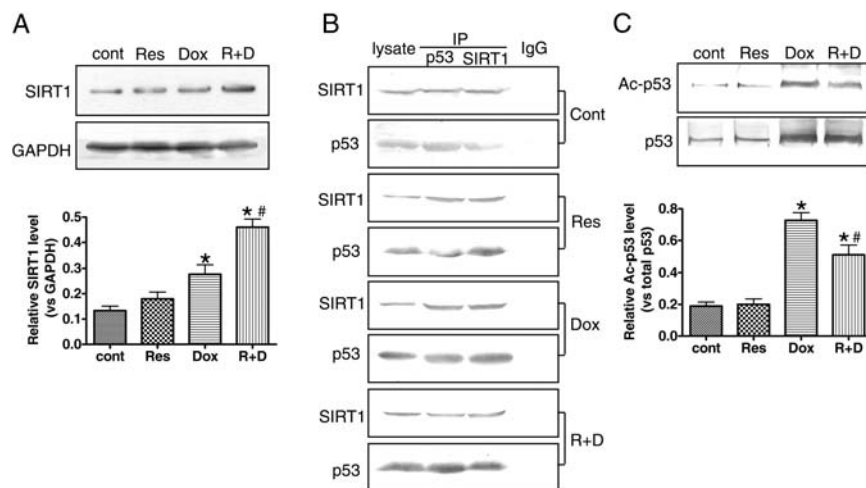 A
cont Res Dox R+D
SIRT1
GAPDH
Relative SIRT1 level
(vs GAPDH)
0.5
0.4
0.3
0.2
0.1
0.0
*
* #
cont Res Dox R+D
B
IP
lysate p53 SIRT1 IgG
SIRT1
p53
Cont
SIRT1
p53
Res
SIRT1
p53
Dox
SIRT1
p53
R+D
C
cont Res Dox R+D
Ac-p53
p53
Relative Ac-p53 level
(vs total p53)
0.8
0.6
0.4
0.2
0.0
*
* #
cont Res Dox R+D